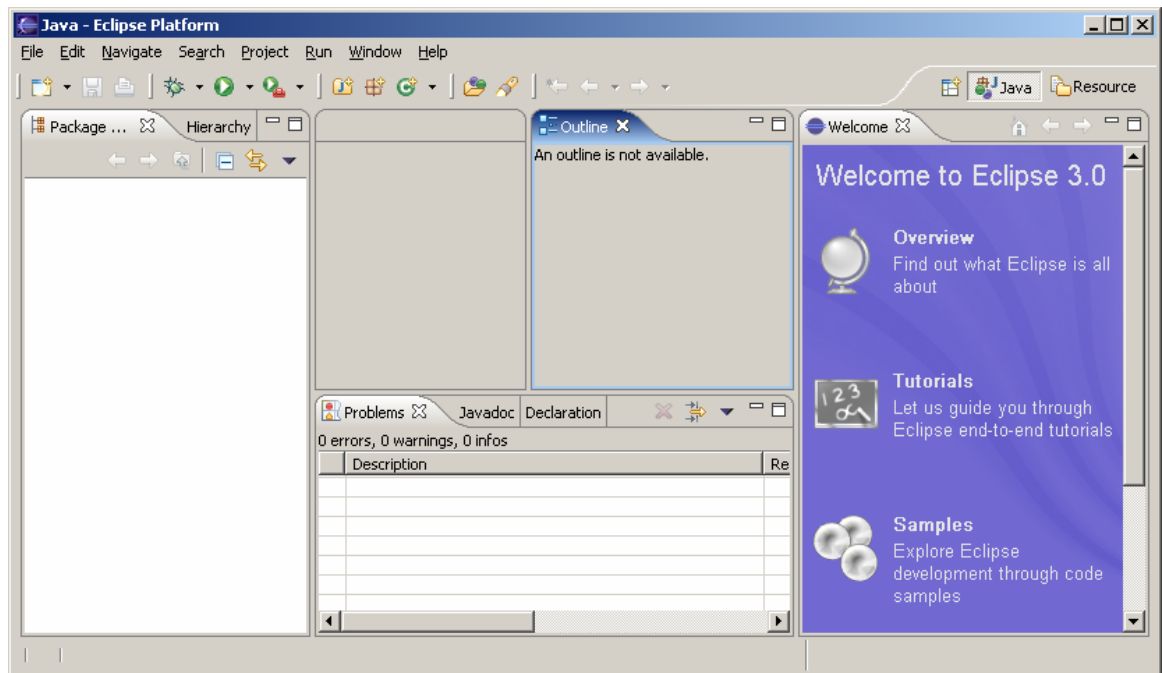 Java - Eclipse Platform
File Edit Navigate Search Project Run Window Help
Java Resource
Package ... Hierarchy
Outline
An outline is not available.
Problems Javadoc Declaration
0 errors, 0 warnings, 0 infos
Description Re
Welcome
Welcome to Eclipse 3.0
Overview
Find out what Eclipse is all
about
Tutorials
Let us guide you through
Eclipse end-to-end tutorials
Samples
Explore Eclipse
development through code
samples